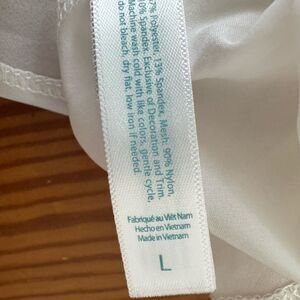 7% Polyester, 13% Spandex, Mesh: 90% Nylon,
10% Spandex. Exclusive of Decoration and Trim.
Machine wash cold with like colors, gentle cycle,
do not bleach, dry flat, low iron if needed.
Fabriqué au Viêt Nam
Hecho en Vietnam
Made in Vietnam
L